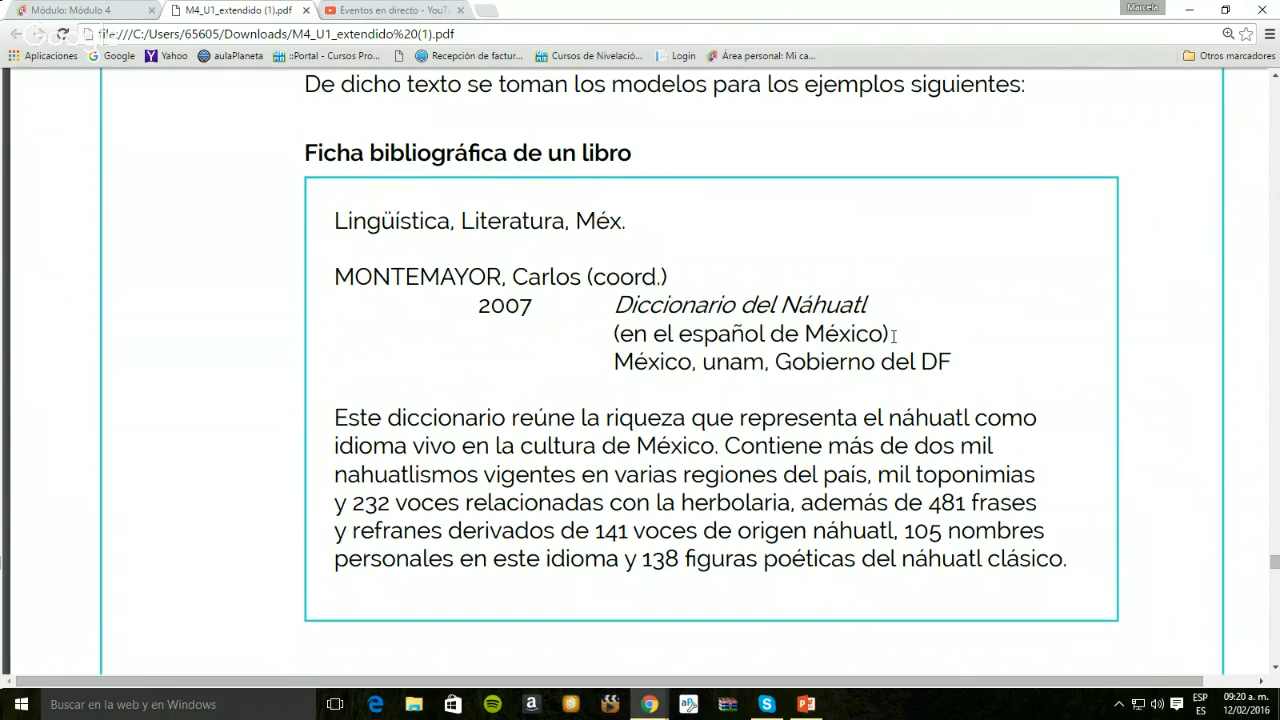 Módulo: Módulo 4
M4_U1_extendido (1).pdf
Eventos en directo - YouT
Marcela
file:///C:/Users/65605/Downloads/M4_U1_extendido%20(1).pdf
Aplicaciones
Google
Yahoo
aulaPlaneta
::Portal - Cursos Pro...
Recepción de factur...
Cursos de Nivelació...
Login
Área personal: Mi ca...
Otros marcadores
De dicho texto se toman los modelos para los ejemplos siguientes:
Ficha bibliográfica de un libro
Lingüística, Literatura, Méx.
MONTEMAYOR, Carlos (coord.)
2007 Diccionario del Náhuatl
(en el español de México)
México, unam, Gobierno del DF
Este diccionario reúne la riqueza que representa el náhuatl como
idioma vivo en la cultura de México. Contiene más de dos mil
nahuatlismos vigentes en varias regiones del país, mil toponimias
y 232 voces relacionadas con la herbolaria, además de 481 frases
y refranes derivados de 141 voces de origen náhuatl, 105 nombres
personales en este idioma y 138 figuras poéticas del náhuatl clásico.
Buscar en la web y en Windows
ESP
ES
09:20 a. m.
12/02/2016